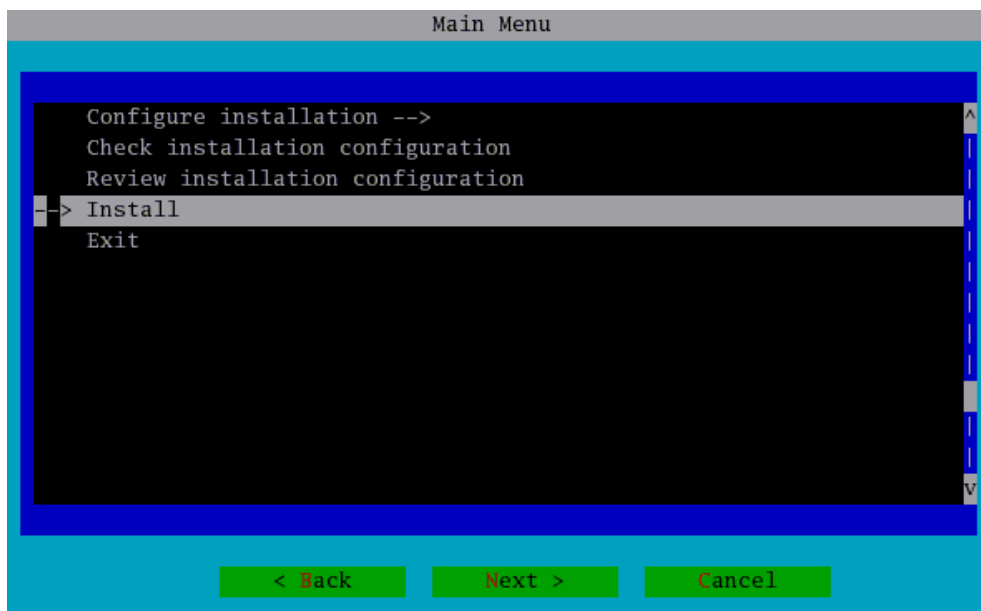 Main Menu
Configure installation -->
Check installation configuration
Review installation configuration
--> Install
Exit
< Back Next > Cancel